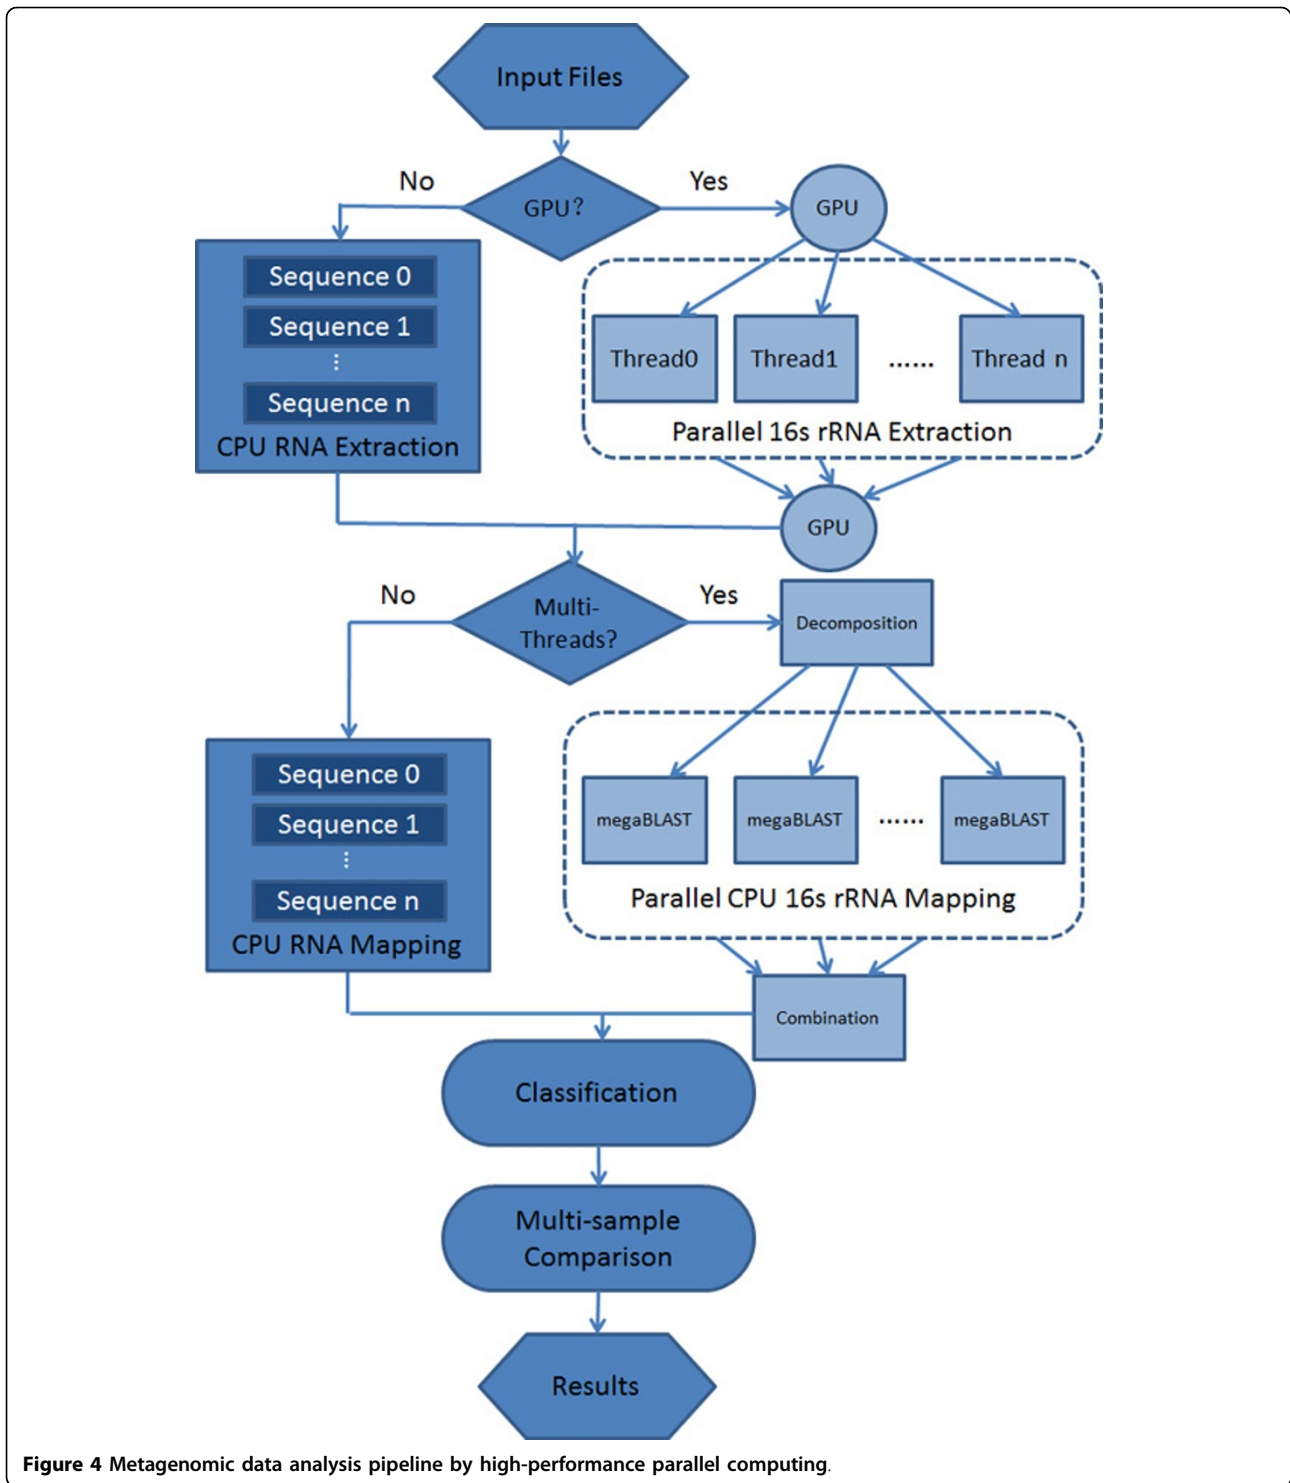 Input Files
No
Yes
GPU?
GPU
Sequence 0
Sequence 1
⋮
Sequence n
CPU RNA Extraction
Thread0
Thread1
......
Thread n
Parallel 16s rRNA Extraction
GPU
No
Yes
Multi-
Threads?
Decomposition
Sequence 0
Sequence 1
⋮
Sequence n
CPU RNA Mapping
megaBLAST
megaBLAST
......
megaBLAST
Parallel CPU 16s rRNA Mapping
Combination
Classification
Multi-sample
Comparison
Results
Figure 4 Metagenomic data analysis pipeline by high-performance parallel computing.